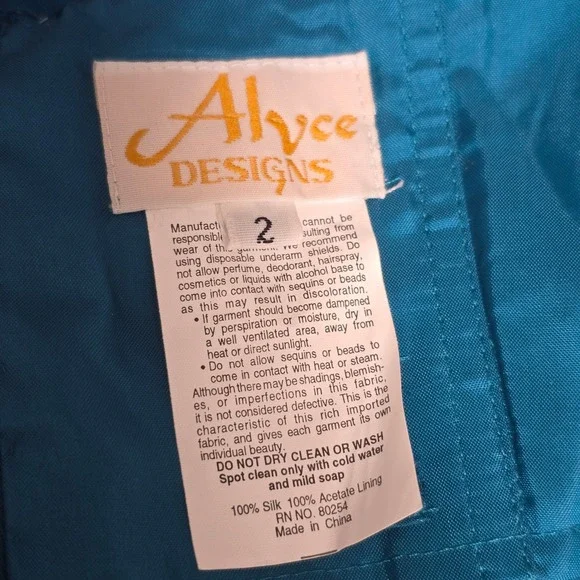 Alyce
DESIGNS
2
cannot be
responsible
wear of this We recommend
using disposable underarm shields. Do
not allow perfume, deodorant, hairspray,
cosmetics or liquids with alcohol base to
come into contact with sequins or beads
as this may result in discoloration.
• If garment should become dampened
by perspiration or moisture, dry in
a well ventilated area, away from
heat or direct sunlight.
• Do not allow sequins or beads to
come in contact with heat or steam.
Although there may be shadings, blemish-
es, or imperfections in this fabric,
it is not considered defective. This is the
characteristic of this rich imported
fabric, and gives each garment its own
individual beauty.
DO NOT DRY CLEAN OR WASH
Spot clean only with cold water
and mild soap
100% Silk 100% Acetate Lining
RN NO. 80254
Made in China